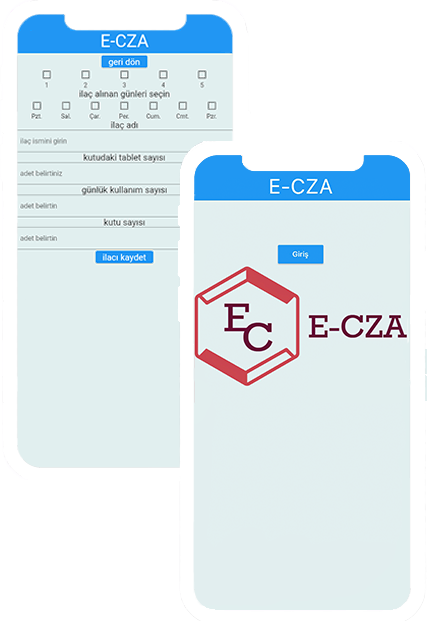 E-CZA
geri dön
1 2 3 4 5
ilaç alınan günleri seçin
Pzt. Sal. Çar. Per. Cum. Cmt. Pzr.
ilaç adı
ilaç ismini girin
kutudaki tablet sayısı
adet belirtiniz
günlük kullanım sayısı
adet belirtin
kutu sayısı
adet belirtin
ilacı kaydet
E-CZA
Giriş
EC
E-CZA